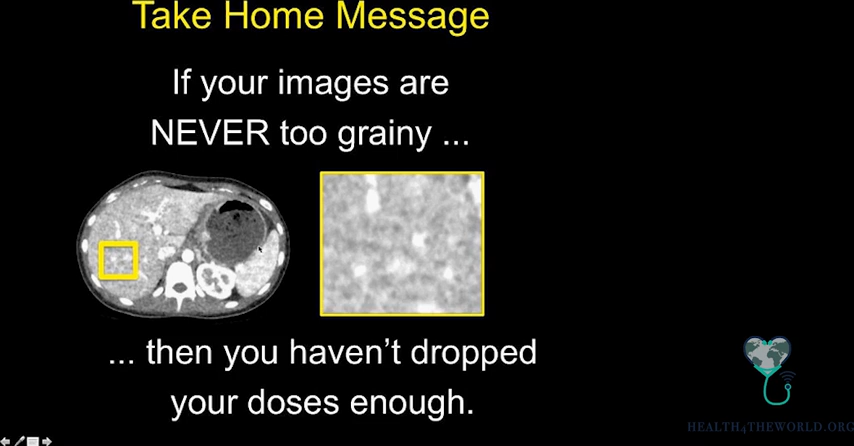 Take Home Message
If your images are
NEVER too grainy ...
... then you haven't dropped
your doses enough.
HEALTH4THEWORLD.ORG